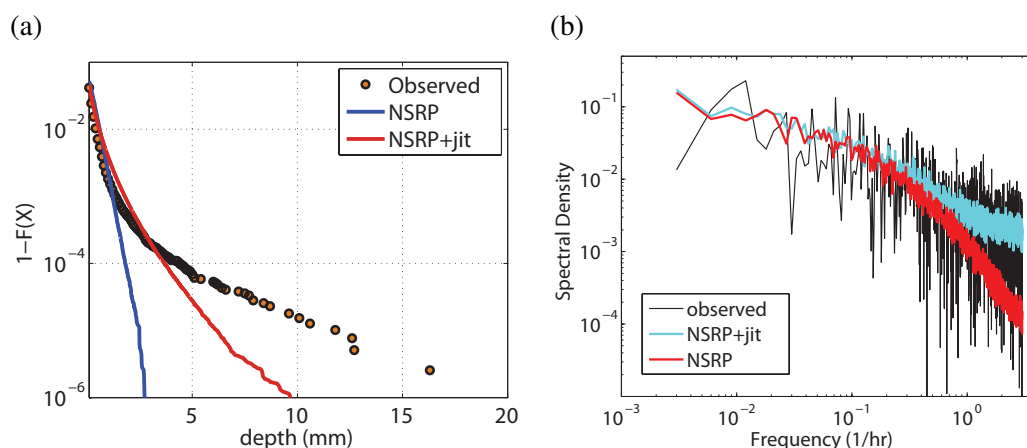 (a)
1−F(X)
10⁻²
10⁻⁴
10⁻⁶
Observed
NSRP
NSRP+jit
5 10 15 20
depth (mm)
(b)
Spectral Density
10⁻¹
10⁻²
10⁻³
10⁻⁴
observed
NSRP+jit
NSRP
10⁻³ 10⁻² 10⁻¹ 10⁰
Frequency (1/hr)